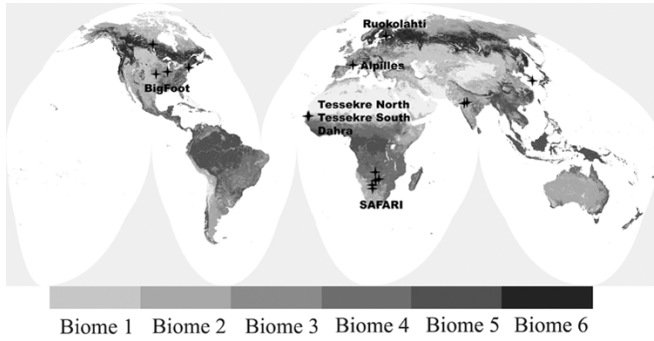 Ruokolahti
Alpilles
BigFoot
Tessekre North
Tessekre South
Dahra
SAFARI
Biome 1 Biome 2 Biome 3 Biome 4 Biome 5 Biome 6